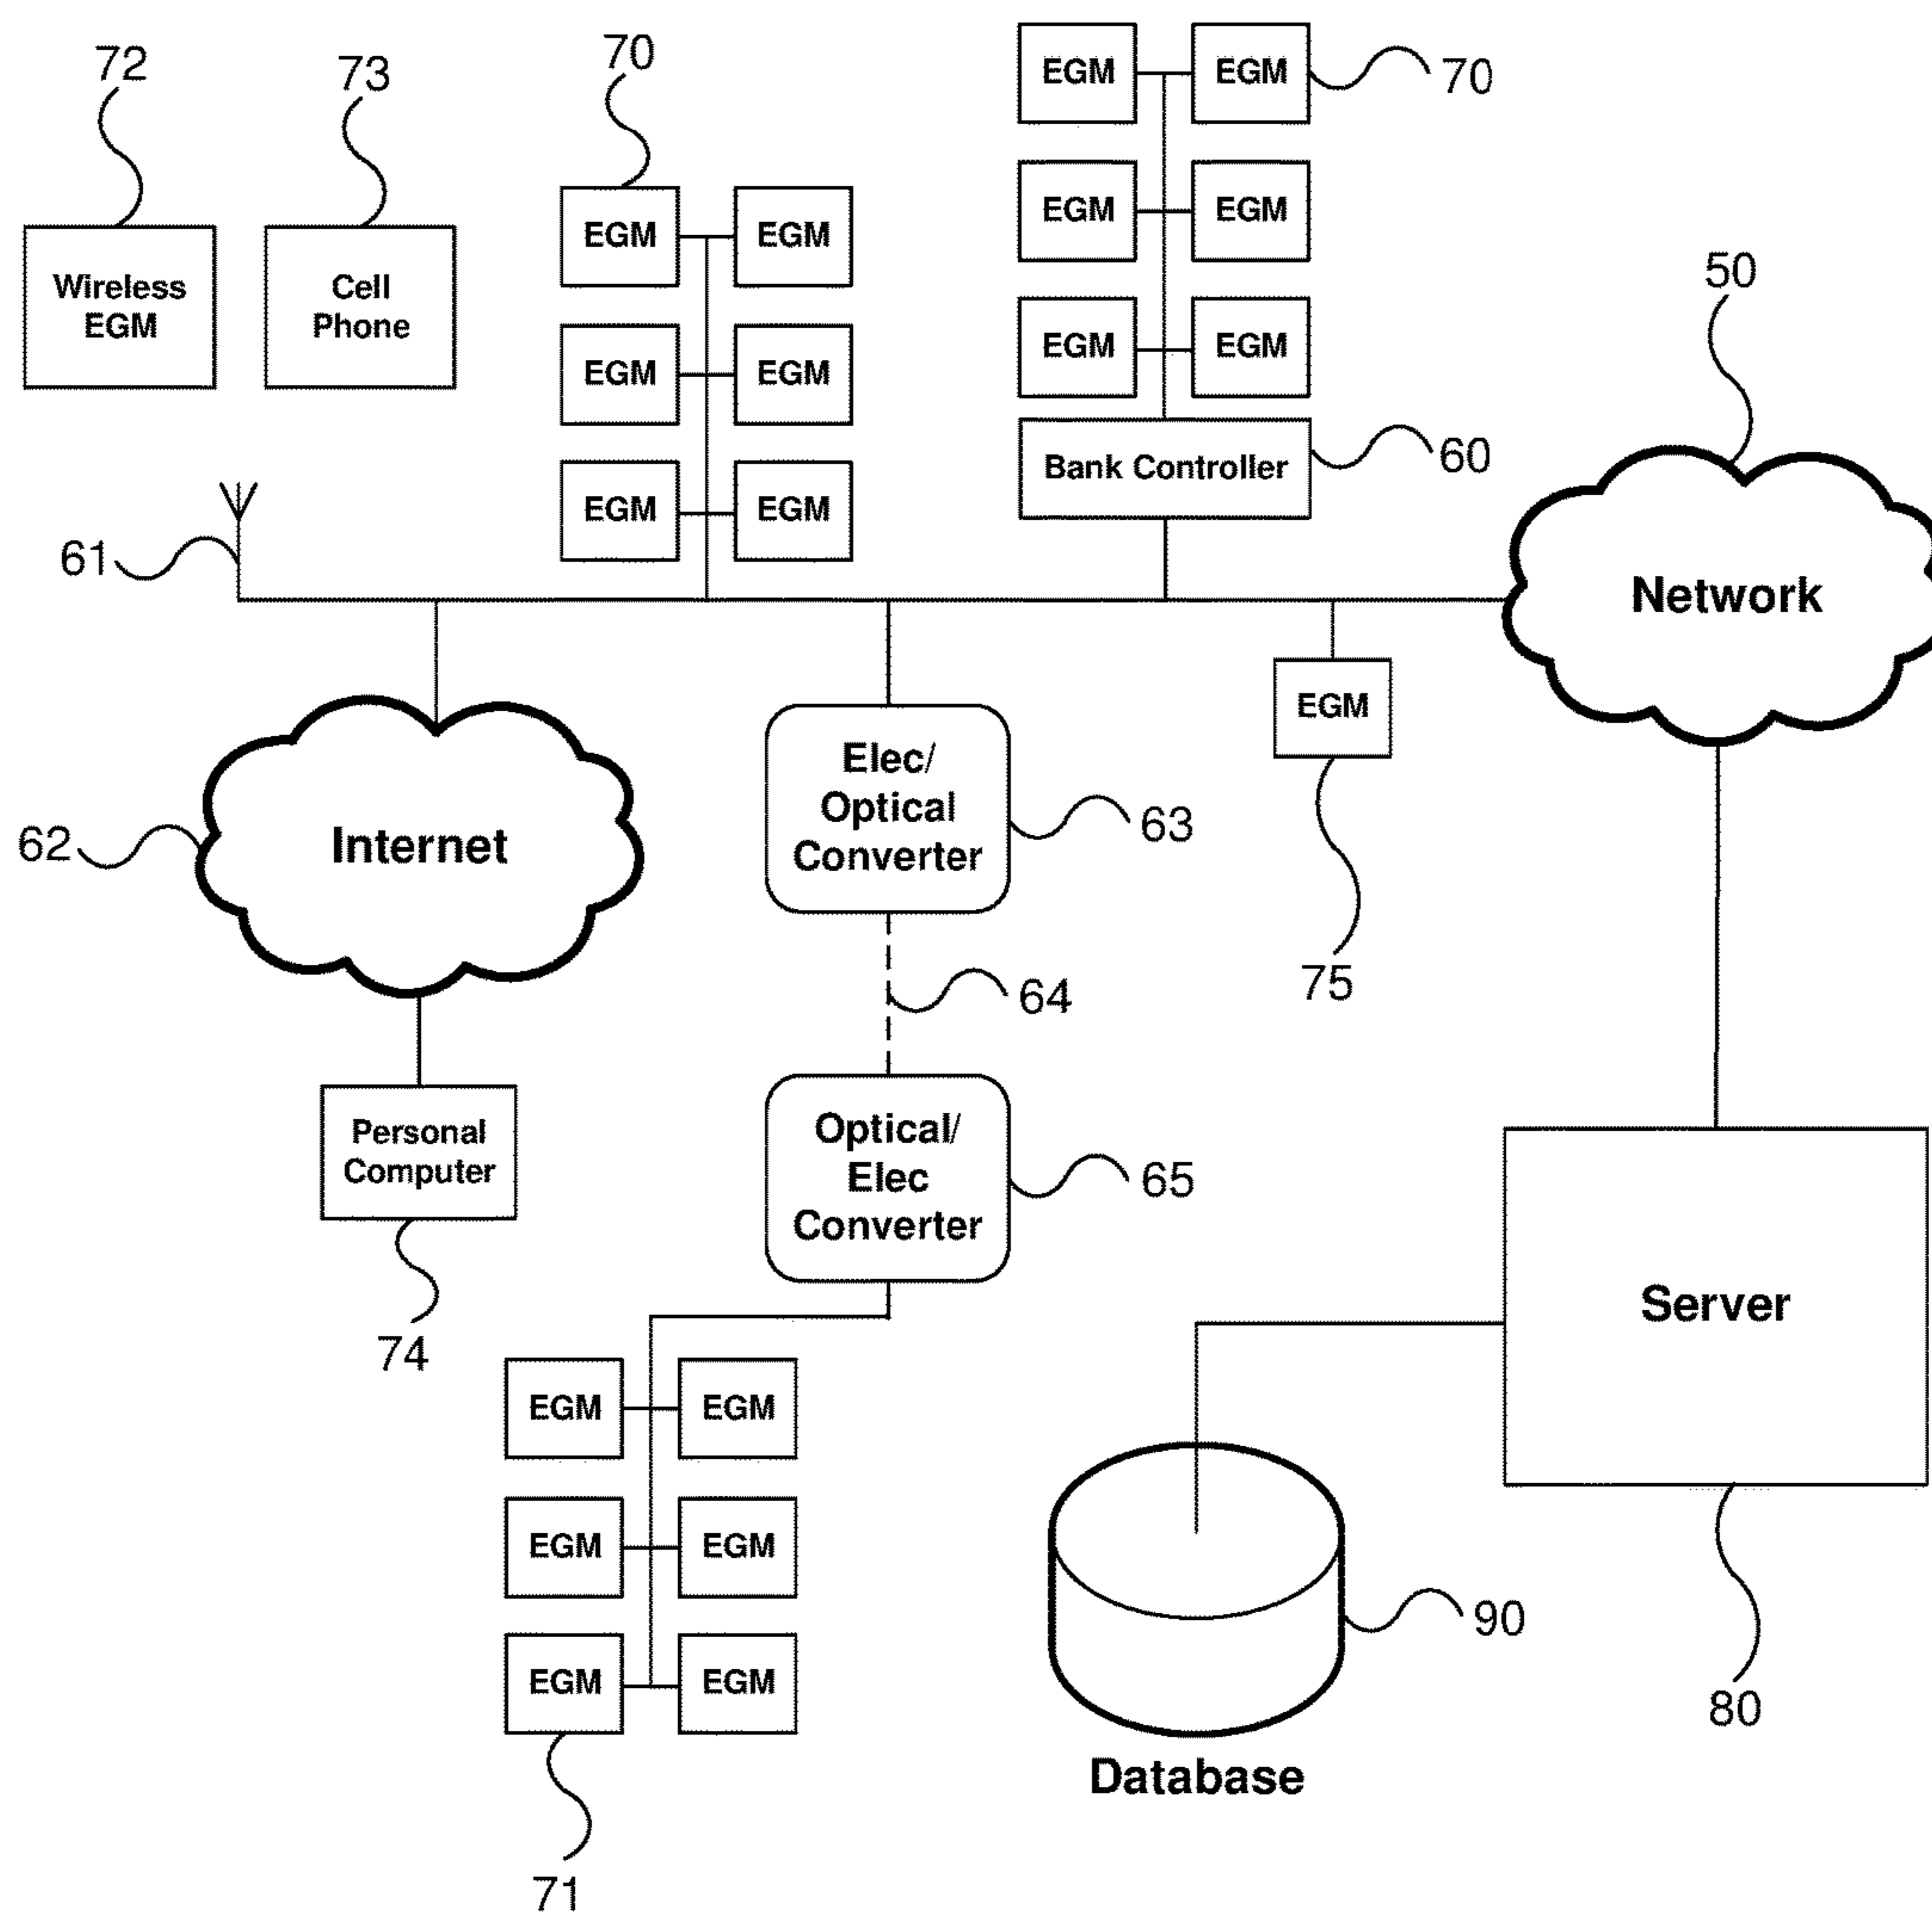 72
73
70
EGM
EGM
70
Wireless
EGM
Cell
Phone
EGM
EGM
EGM
EGM
EGM
EGM
EGM
EGM
EGM
EGM
50
Bank Controller
60
61
Network
EGM
75
Internet
62
Elec/
Optical
Converter
63
64
Personal
Computer
74
Optical/
Elec
Converter
65
Server
80
EGM
EGM
EGM
EGM
EGM
EGM
71
90
Database